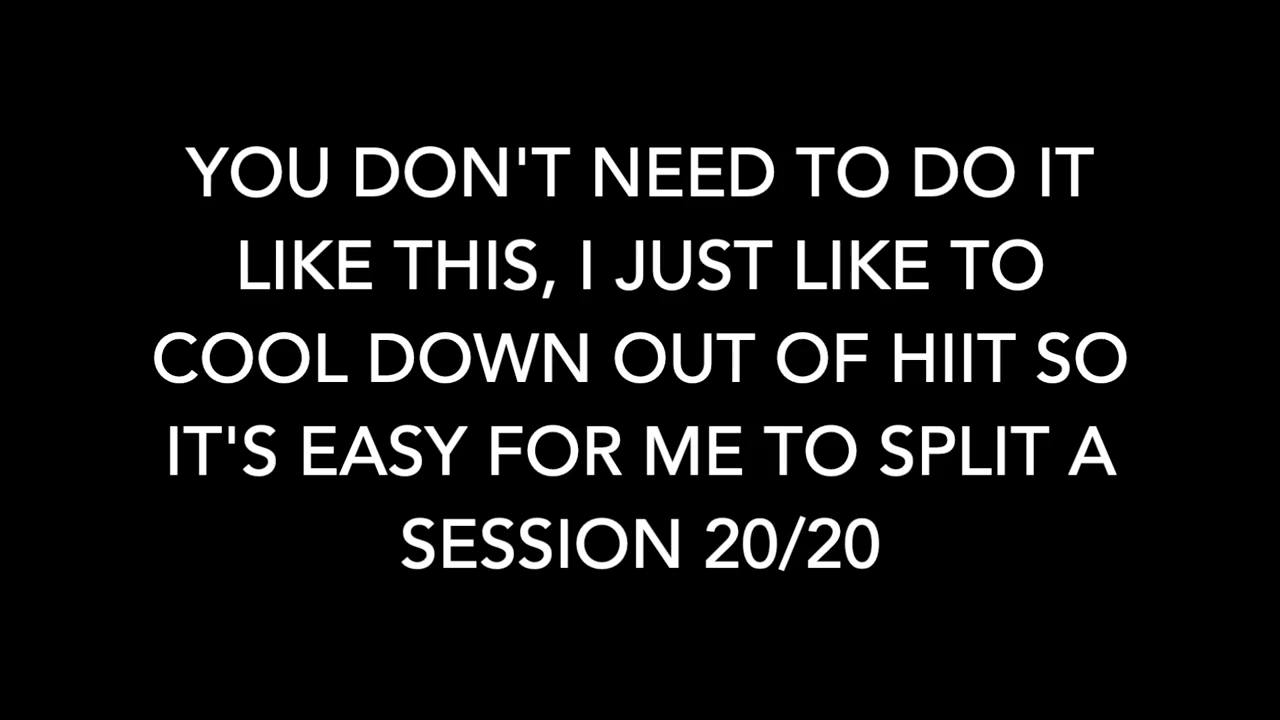 YOU DON'T NEED TO DO IT
LIKE THIS, I JUST LIKE TO
COOL DOWN OUT OF HIIT SO
IT'S EASY FOR ME TO SPLIT A
SESSION 20/20